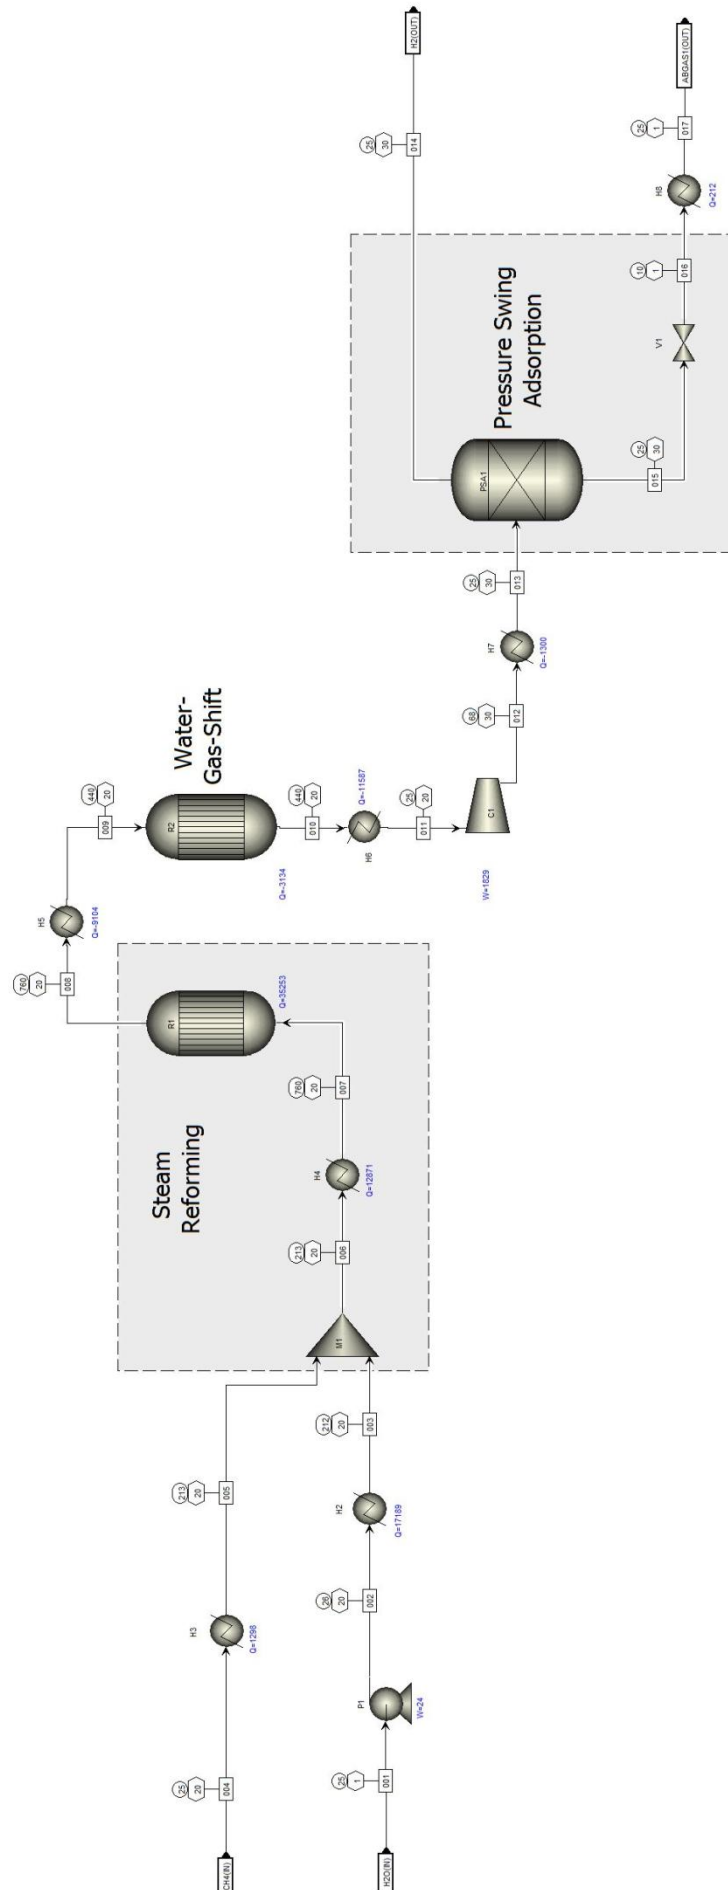 CH4(IN)
25
20
004
H3
Q=1298
213
20
005
H2O(IN)
25
1
001
P1
W=24
26
20
002
H2
Q=17189
212
20
003
Steam
Reforming
M1
213
20
006
H4
Q=12871
760
20
007
R1
Q=35253
760
20
008
H5
Q=-9104
440
20
009
Water-
Gas-Shift
R2
Q=-3134
440
20
010
H6
Q=-11587
25
20
011
C1
W=1829
68
30
012
H7
Q=-1300
25
30
013
Pressure Swing
Adsorption
PSA1
25
30
014
H2(OUT)
25
30
015
V1
10
1
016
H8
Q=212
25
1
017
ABGAS1(OUT)